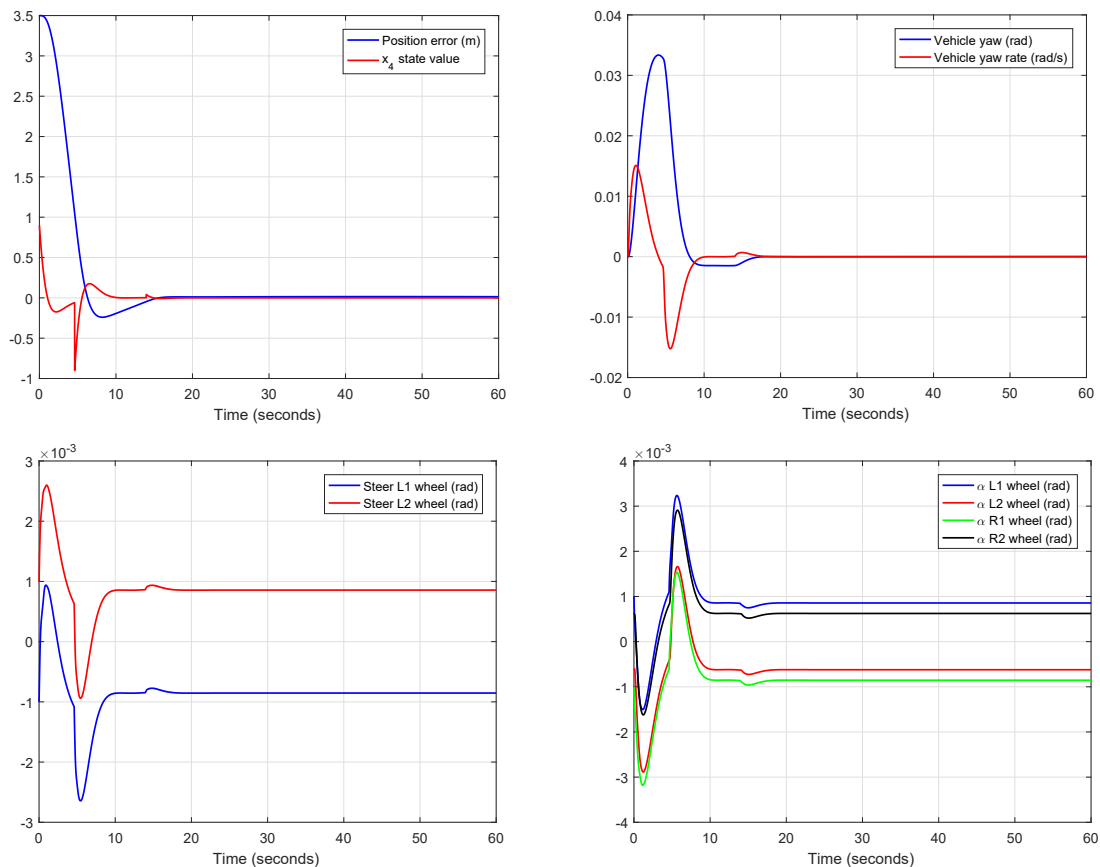 3.5
3
2.5
2
1.5
1
0.5
0
-0.5
-1
0 10 20 30 40 50 60
Time (seconds)
Position error (m)
x4 state value
0.04
0.03
0.02
0.01
0
-0.01
-0.02
0 10 20 30 40 50 60
Time (seconds)
Vehicle yaw (rad)
Vehicle yaw rate (rad/s)
×10-3
3
2
1
0
-1
-2
-3
0 10 20 30 40 50 60
Time (seconds)
Steer L1 wheel (rad)
Steer L2 wheel (rad)
×10-3
4
3
2
1
0
-1
-2
-3
-4
0 10 20 30 40 50 60
Time (seconds)
α L1 wheel (rad)
α L2 wheel (rad)
α R1 wheel (rad)
α R2 wheel (rad)